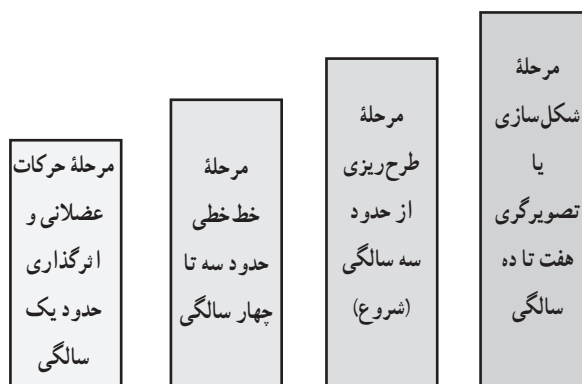 مرحلهٔ
شکل‌سازی
یا
تصویرگری
هفت تا ده
سالگی
مرحلهٔ
طرح‌ریزی
از حدود
سه سالگی
(شروع)
مرحلهٔ
خط‌خطی
حدود سه تا
چهار سالگی
مرحلهٔ حرکات
عضلانی و
اثرگذاری
حدود یک
سالگی